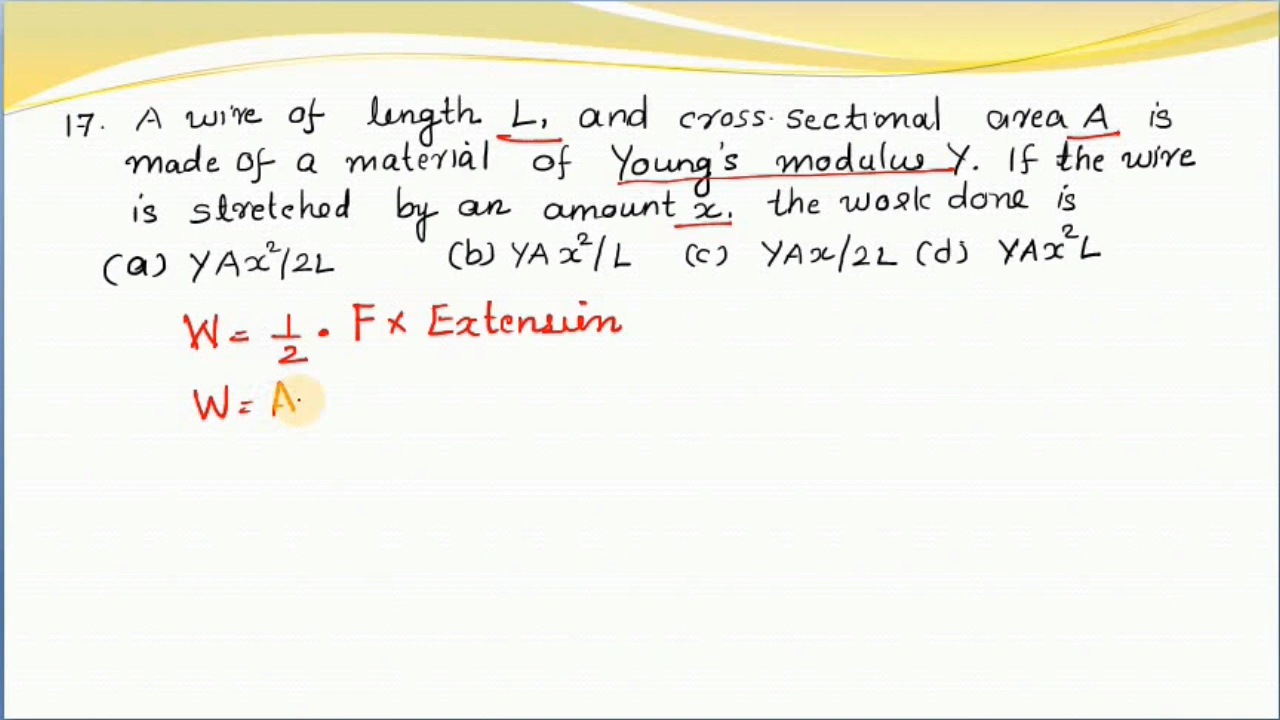 17. A wire of length L, and cross-sectional area A is
made of a material of Young's modulus Y. If the wire
is stretched by an amount x, the work done is
(a) YAx²/2L (b) YAx²/L (c) YAx/2L (d) YAx²L
W = 1/2 · F × Extension
W = A